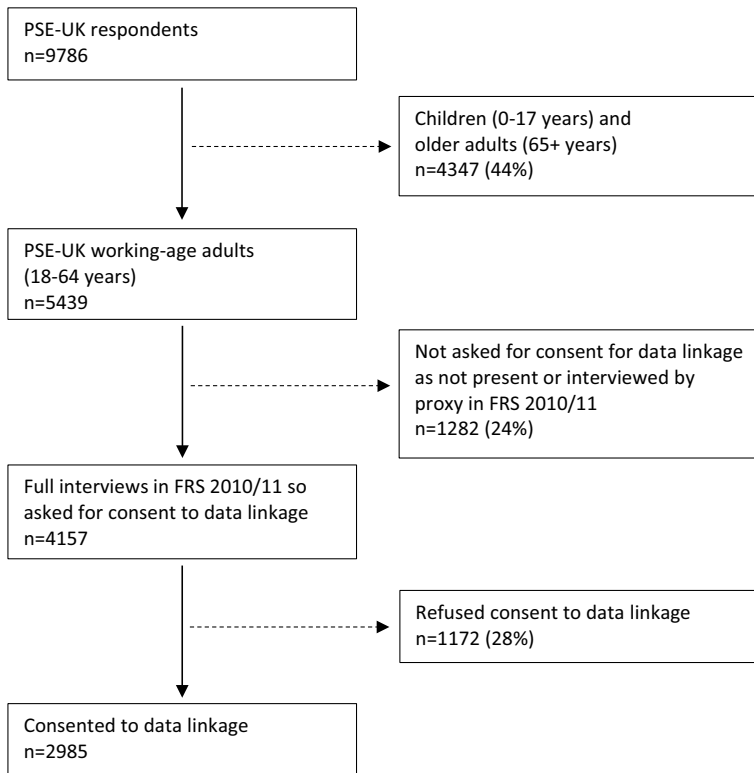 PSE-UK respondents
n=9786
Children (0-17 years) and
older adults (65+ years)
n=4347 (44%)
PSE-UK working-age adults
(18-64 years)
n=5439
Not asked for consent for data linkage
as not present or interviewed by
proxy in FRS 2010/11
n=1282 (24%)
Full interviews in FRS 2010/11 so
asked for consent to data linkage
n=4157
Refused consent to data linkage
n=1172 (28%)
Consented to data linkage
n=2985